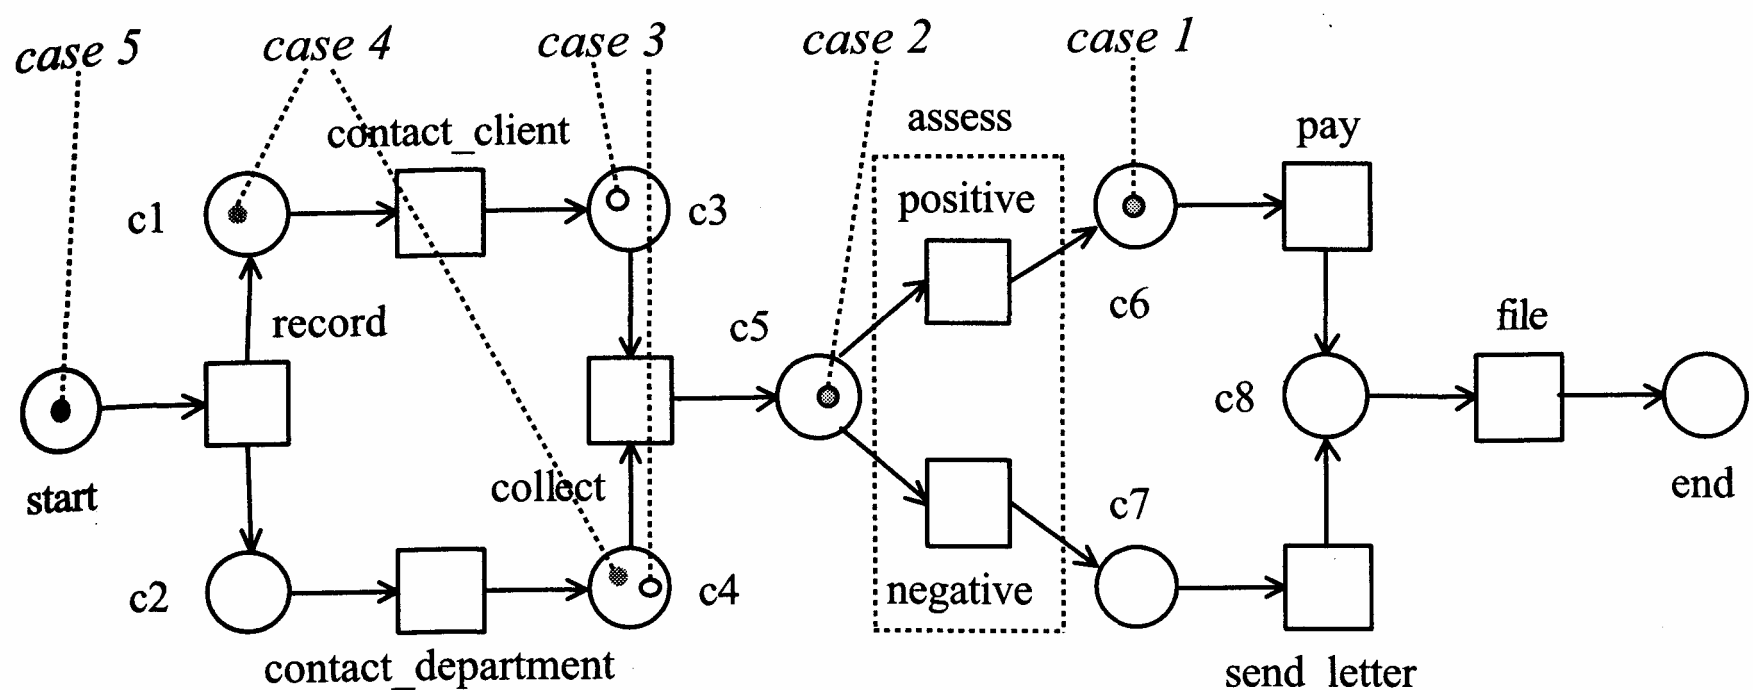 case 5
case 4
case 3
case 2
case 1
contact_client
assess
pay
c1
c3
positive
record
c5
c6
file
c8
start
collect
c7
end
c2
c4
negative
contact_department
send_letter